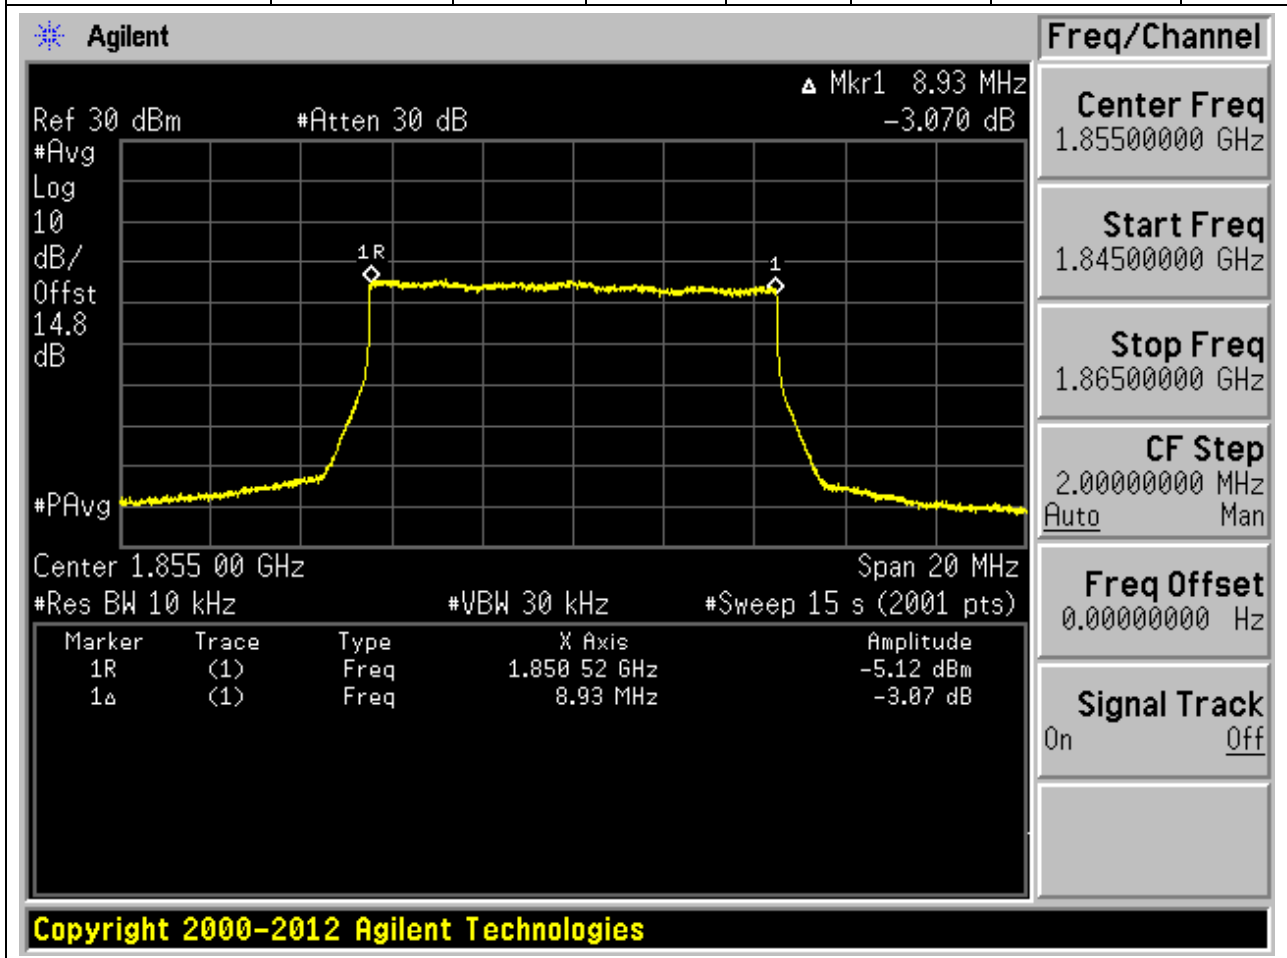 Agilent
Freq/Channel
Δ Mkr1 8.93 MHz
Ref 30 dBm #Atten 30 dB -3.070 dB
#Avg
Log
10
dB/
Offst
14.8
dB
#PAvg
1R
1
Center 1.855 00 GHz Span 20 MHz
#Res BW 10 kHz #VBW 30 kHz #Sweep 15 s (2001 pts)
Marker Trace Type X Axis Amplitude
1R (1) Freq 1.850 52 GHz -5.12 dBm
1Δ (1) Freq 8.93 MHz -3.07 dB
Center Freq
1.85500000 GHz
Start Freq
1.84500000 GHz
Stop Freq
1.86500000 GHz
CF Step
2.00000000 MHz
Auto Man
Freq Offset
0.00000000 Hz
Signal Track
On Off
Copyright 2000-2012 Agilent Technologies